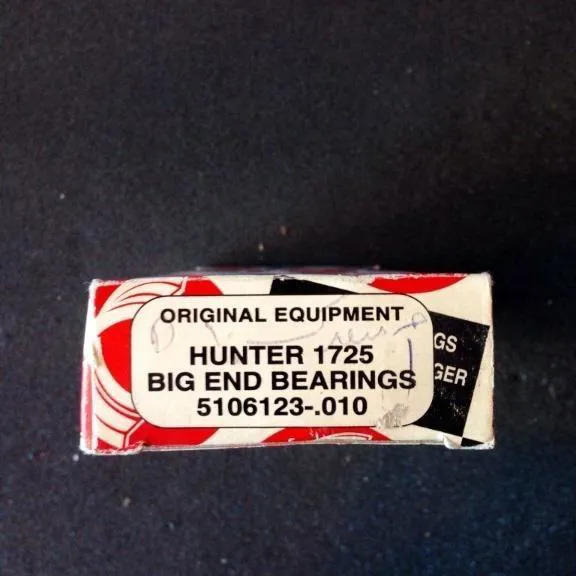 ORIGINAL EQUIPMENT
HUNTER 1725
BIG END BEARINGS
5106123-.010
GS
GER